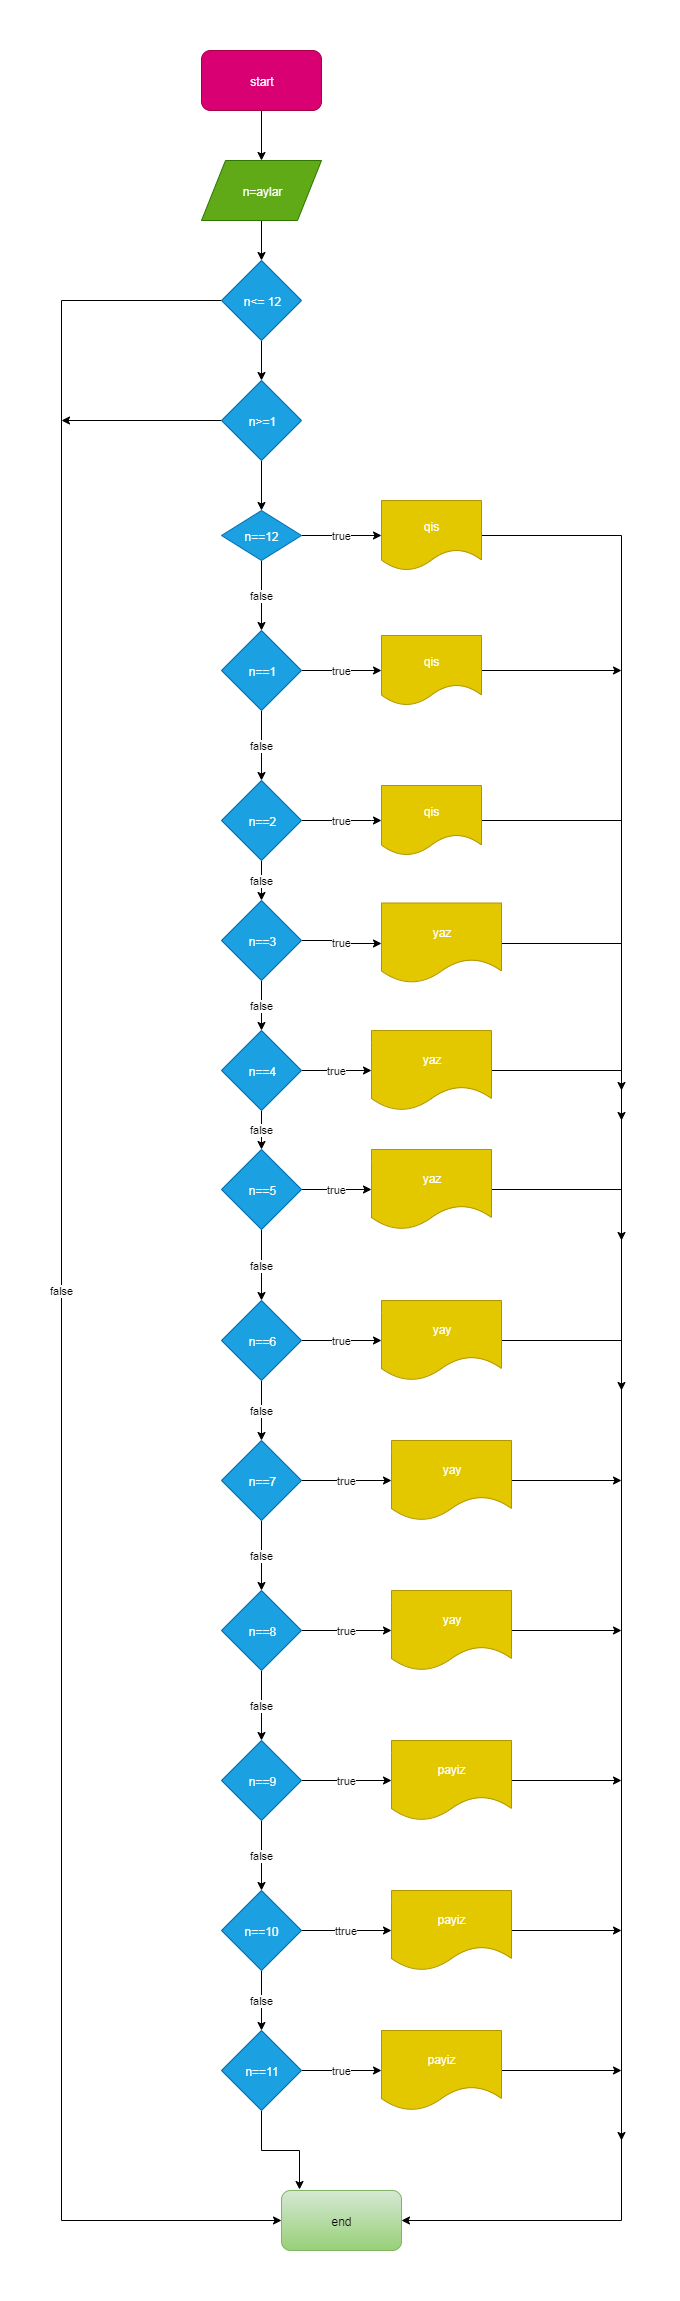 start
n=aylar
n<= 12
n>=1
n==12
true
qis
false
n==1
true
qis
false
n==2
true
qis
false
n==3
true
yaz
false
n==4
true
yaz
false
n==5
true
yaz
false
false
n==6
true
yay
false
n==7
true
yay
false
n==8
true
yay
false
n==9
true
payiz
false
n==10
ttrue
payiz
false
n==11
true
payiz
end